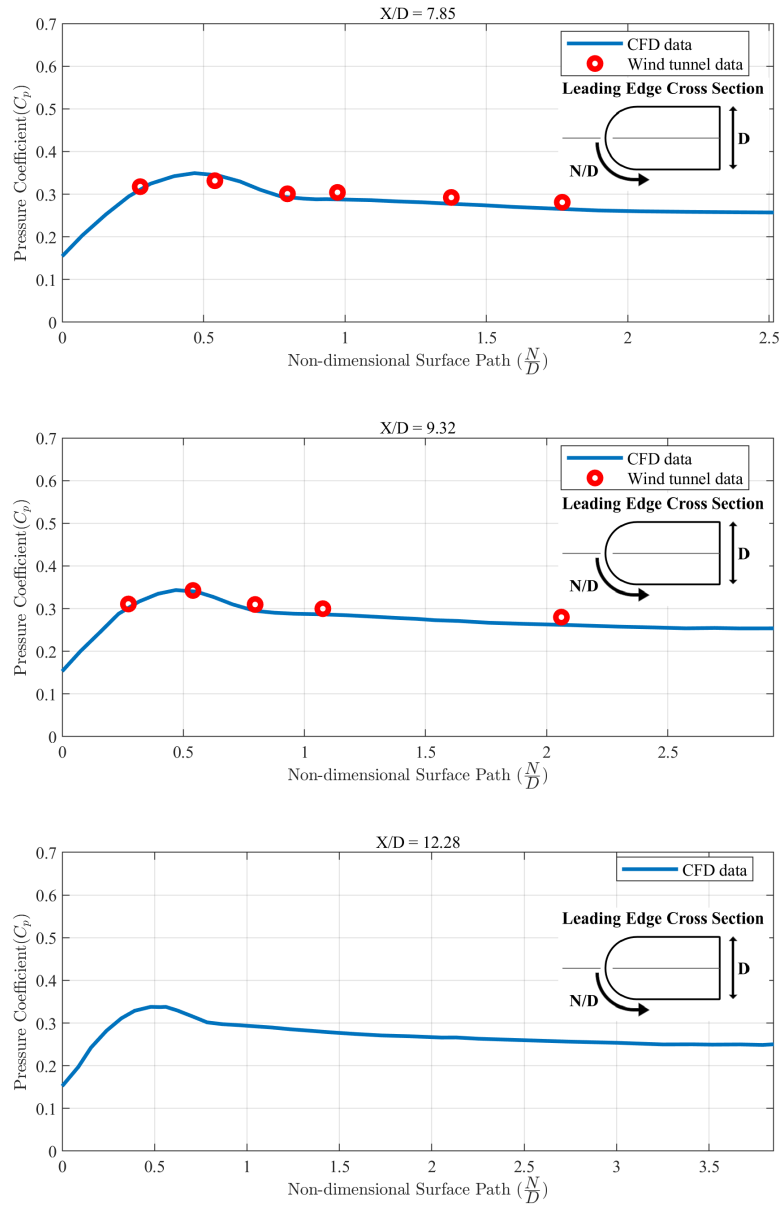 X/D = 7.85
0.7
0.6
0.5
0.4
0.3
0.2
0.1
0
Pressure Coefficient(Cp)
CFD data
Wind tunnel data
Leading Edge Cross Section
D
N/D
0 0.5 1 1.5 2 2.5
Non-dimensional Surface Path (N/D)
X/D = 9.32
0.7
0.6
0.5
0.4
0.3
0.2
0.1
0
Pressure Coefficient(Cp)
CFD data
Wind tunnel data
Leading Edge Cross Section
D
N/D
0 0.5 1 1.5 2 2.5
Non-dimensional Surface Path (N/D)
X/D = 12.28
0.7
0.6
0.5
0.4
0.3
0.2
0.1
0
Pressure Coefficient(Cp)
CFD data
Leading Edge Cross Section
D
N/D
0 0.5 1 1.5 2 2.5 3 3.5
Non-dimensional Surface Path (N/D)